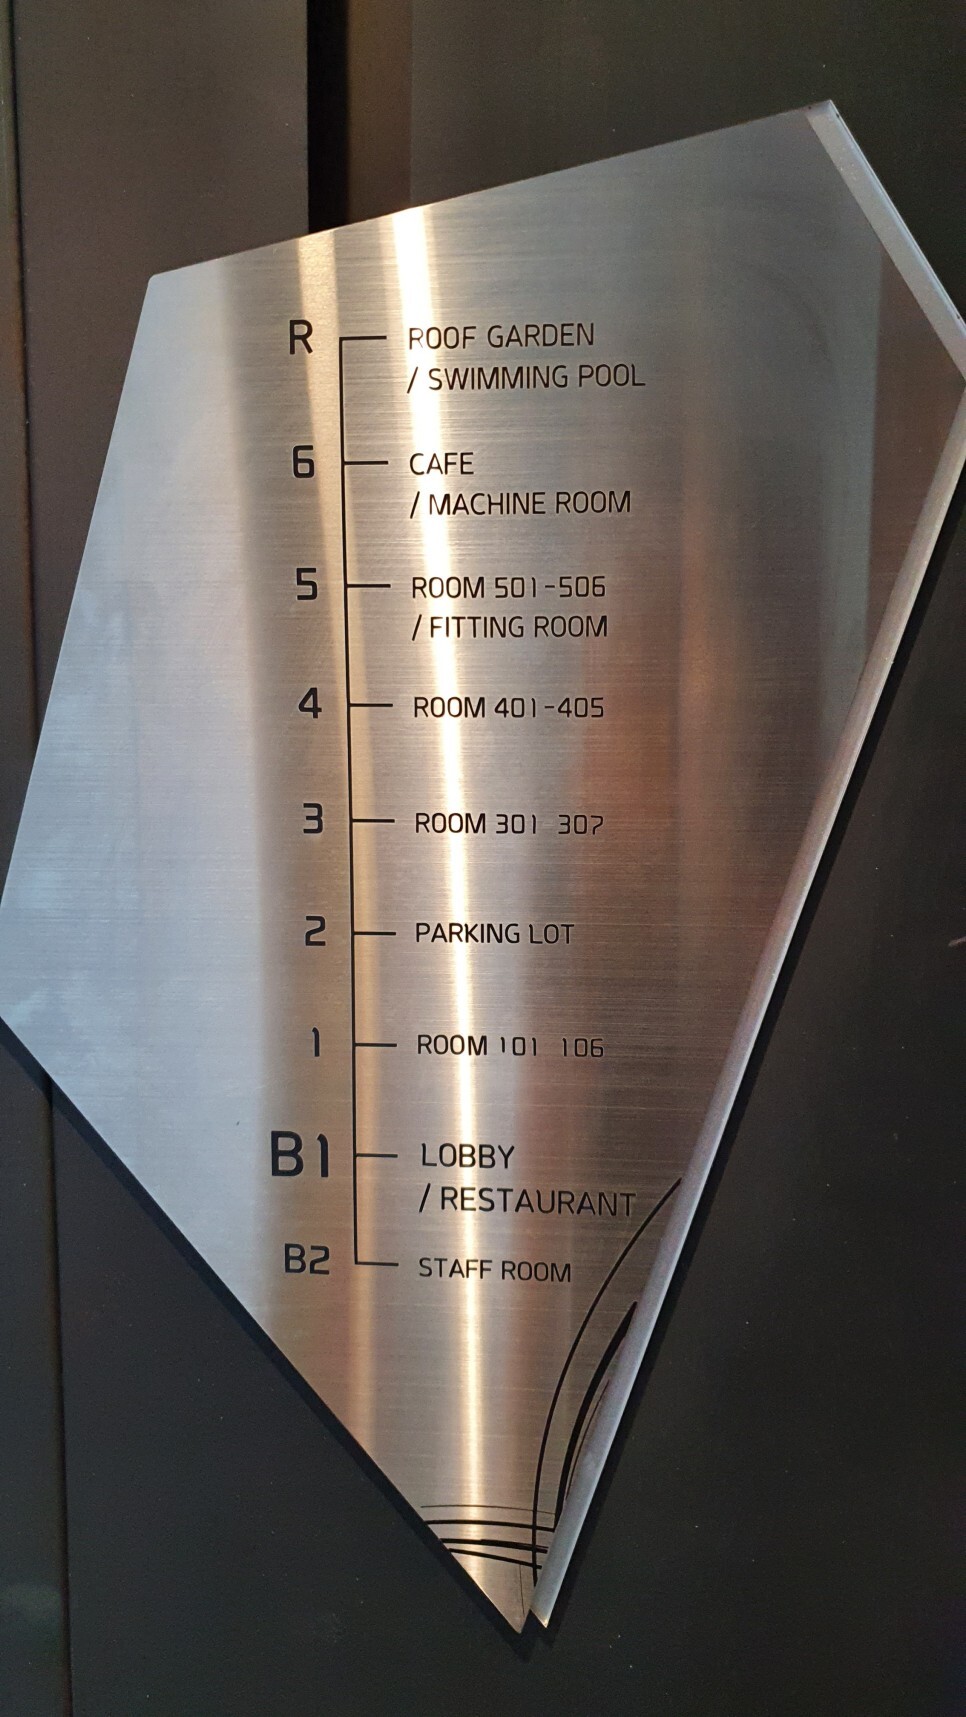 R ROOF GARDEN
/ SWIMMING POOL
6 CAFE
/ MACHINE ROOM
5 ROOM 501-506
/ FITTING ROOM
4 ROOM 401-405
3 ROOM 301 307
2 PARKING LOT
1 ROOM 101 106
B1 LOBBY
/ RESTAURANT
B2 STAFF ROOM